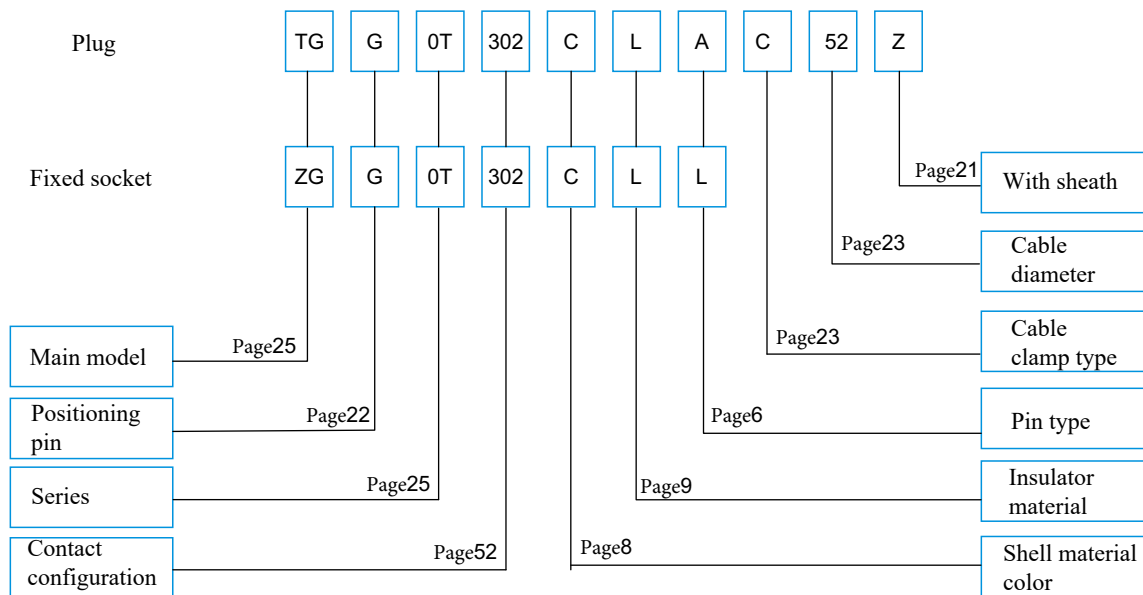 Plug TG G 0T 302 C L A C 52 Z
Fixed socket ZG G 0T 302 C L L
Page21 With sheath
Page23 Cable
diameter
Main model Page25
Page23 Cable
clamp type
Positioning
pin Page22
Page6 Pin type
Series Page25
Page9 Insulator
material
Contact
configuration Page52
Page8 Shell material
color